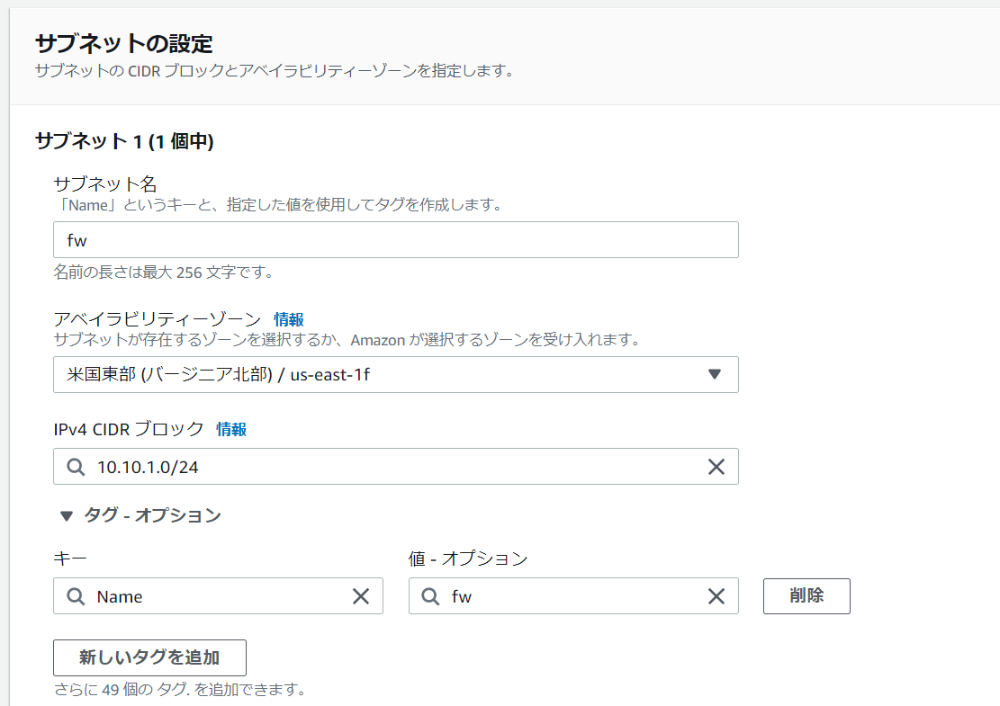 サブネットの設定
サブネットの CIDR ブロックとアベイラビリティーゾーンを指定します。
サブネット 1 (1 個中)
サブネット名
「Name」というキーと、指定した値を使用してタグを作成します。
fw
名前の長さは最大 256 文字です。
アベイラビリティーゾーン 情報
サブネットが存在するゾーンを選択するか、Amazon が選択するゾーンを受け入れます。
米国東部 (バージニア北部) / us-east-1f
IPv4 CIDR ブロック 情報
10.10.1.0/24
タグ - オプション
キー 値 - オプション
Name fw 削除
新しいタグを追加
さらに 49 個の タグ. を追加できます。